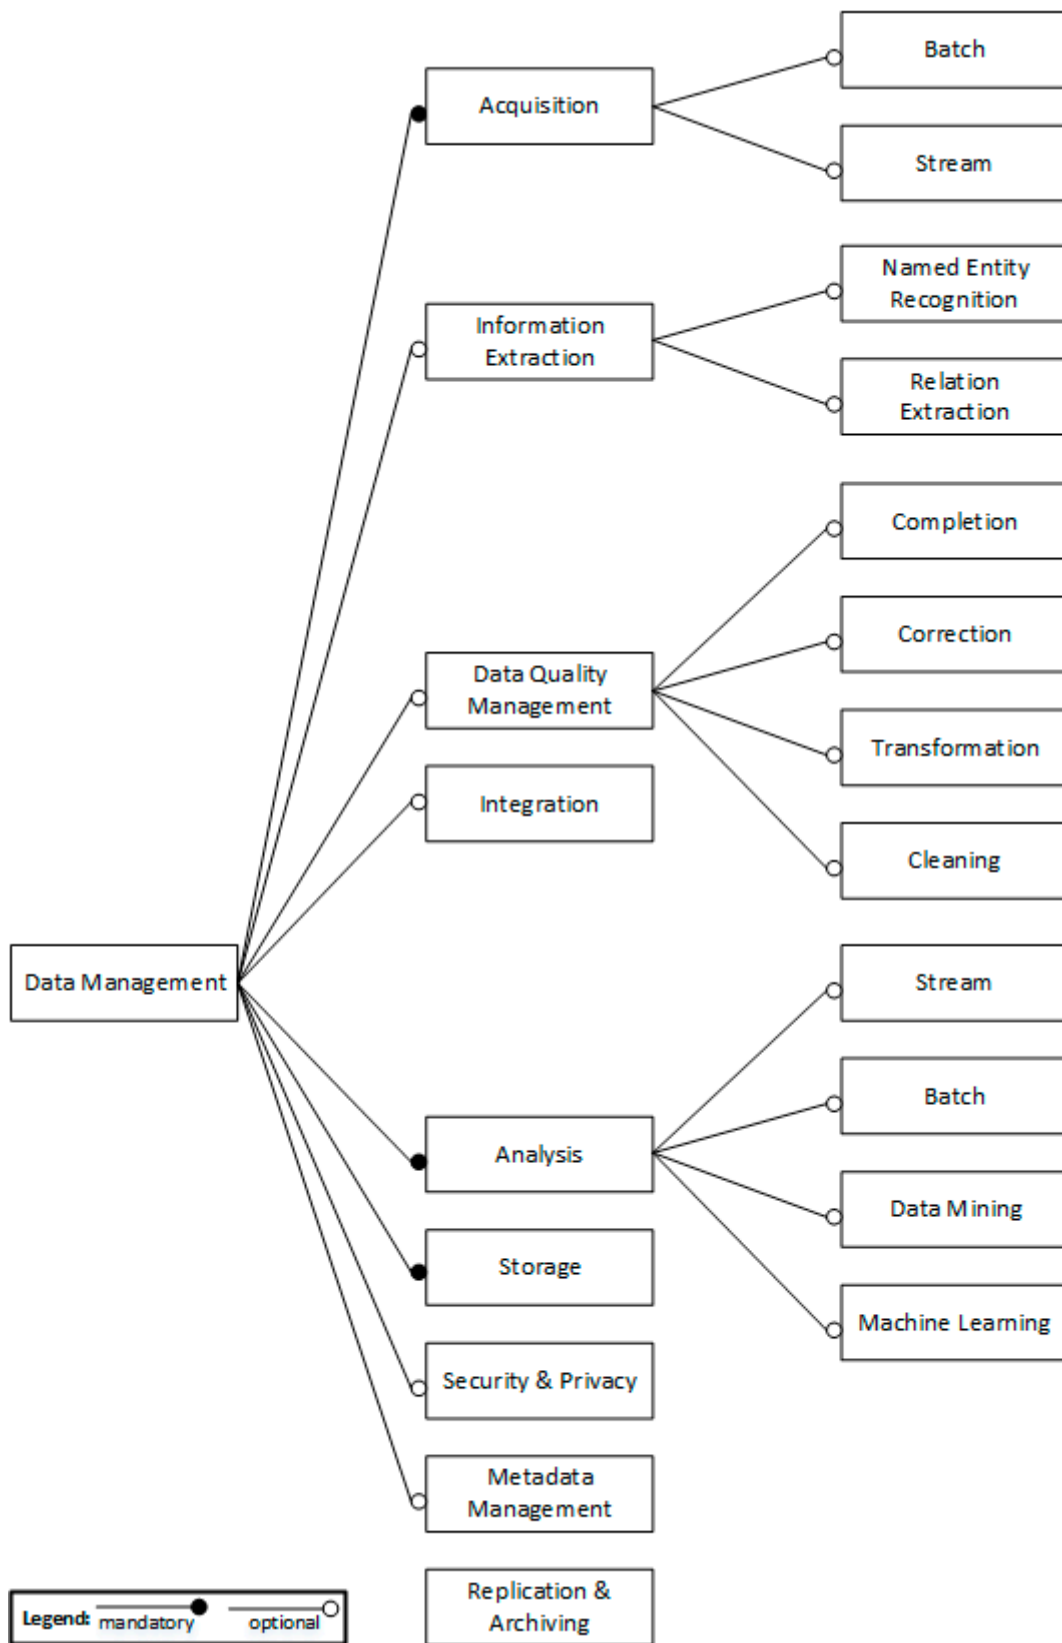 Batch
Acquisition
Stream
Named Entity
Recognition
Information
Extraction
Relation
Extraction
Completion
Correction
Data Quality
Management
Transformation
Integration
Cleaning
Data Management
Stream
Batch
Analysis
Data Mining
Storage
Machine Learning
Security & Privacy
Metadata
Management
Replication &
Archiving
Legend: mandatory optional